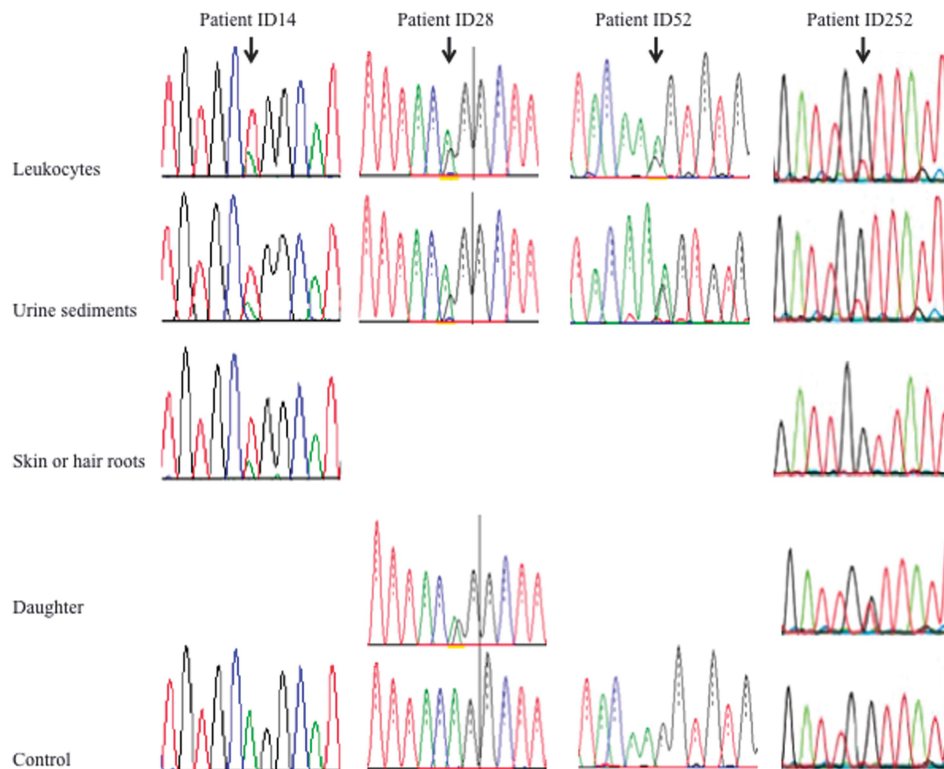 Patient ID14 Patient ID28 Patient ID52 Patient ID252
Leukocytes
Urine sediments
Skin or hair roots
Daughter
Control